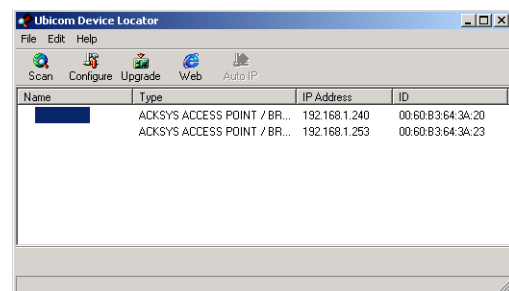 Ubicom Device Locator
File Edit Help
Scan Configure Upgrade Web Auto IP
Name Type IP Address ID
ACKSYS ACCESS POINT / BR... 192.168.1.240 00:60:B3:64:3A:20
ACKSYS ACCESS POINT / BR... 192.168.1.253 00:60:B3:64:3A:23